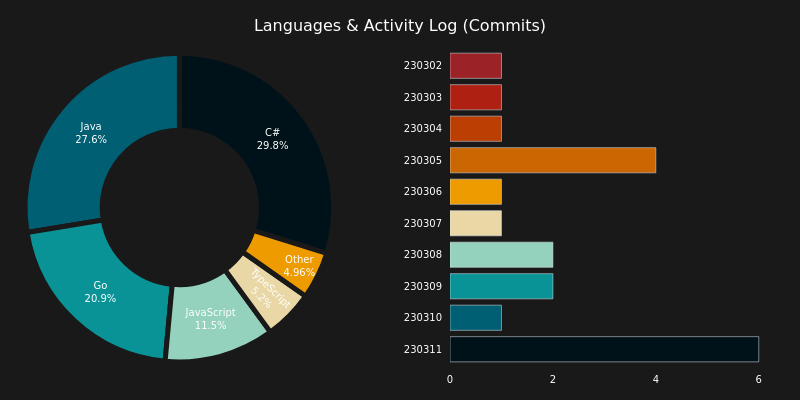 Languages & Activity Log (Commits)
C#
29.8%
Java
27.6%
Go
20.9%
JavaScript
11.5%
TypeScript
5.2%
Other
4.96%
230302
230303
230304
230305
230306
230307
230308
230309
230310
230311
0 2 4 6